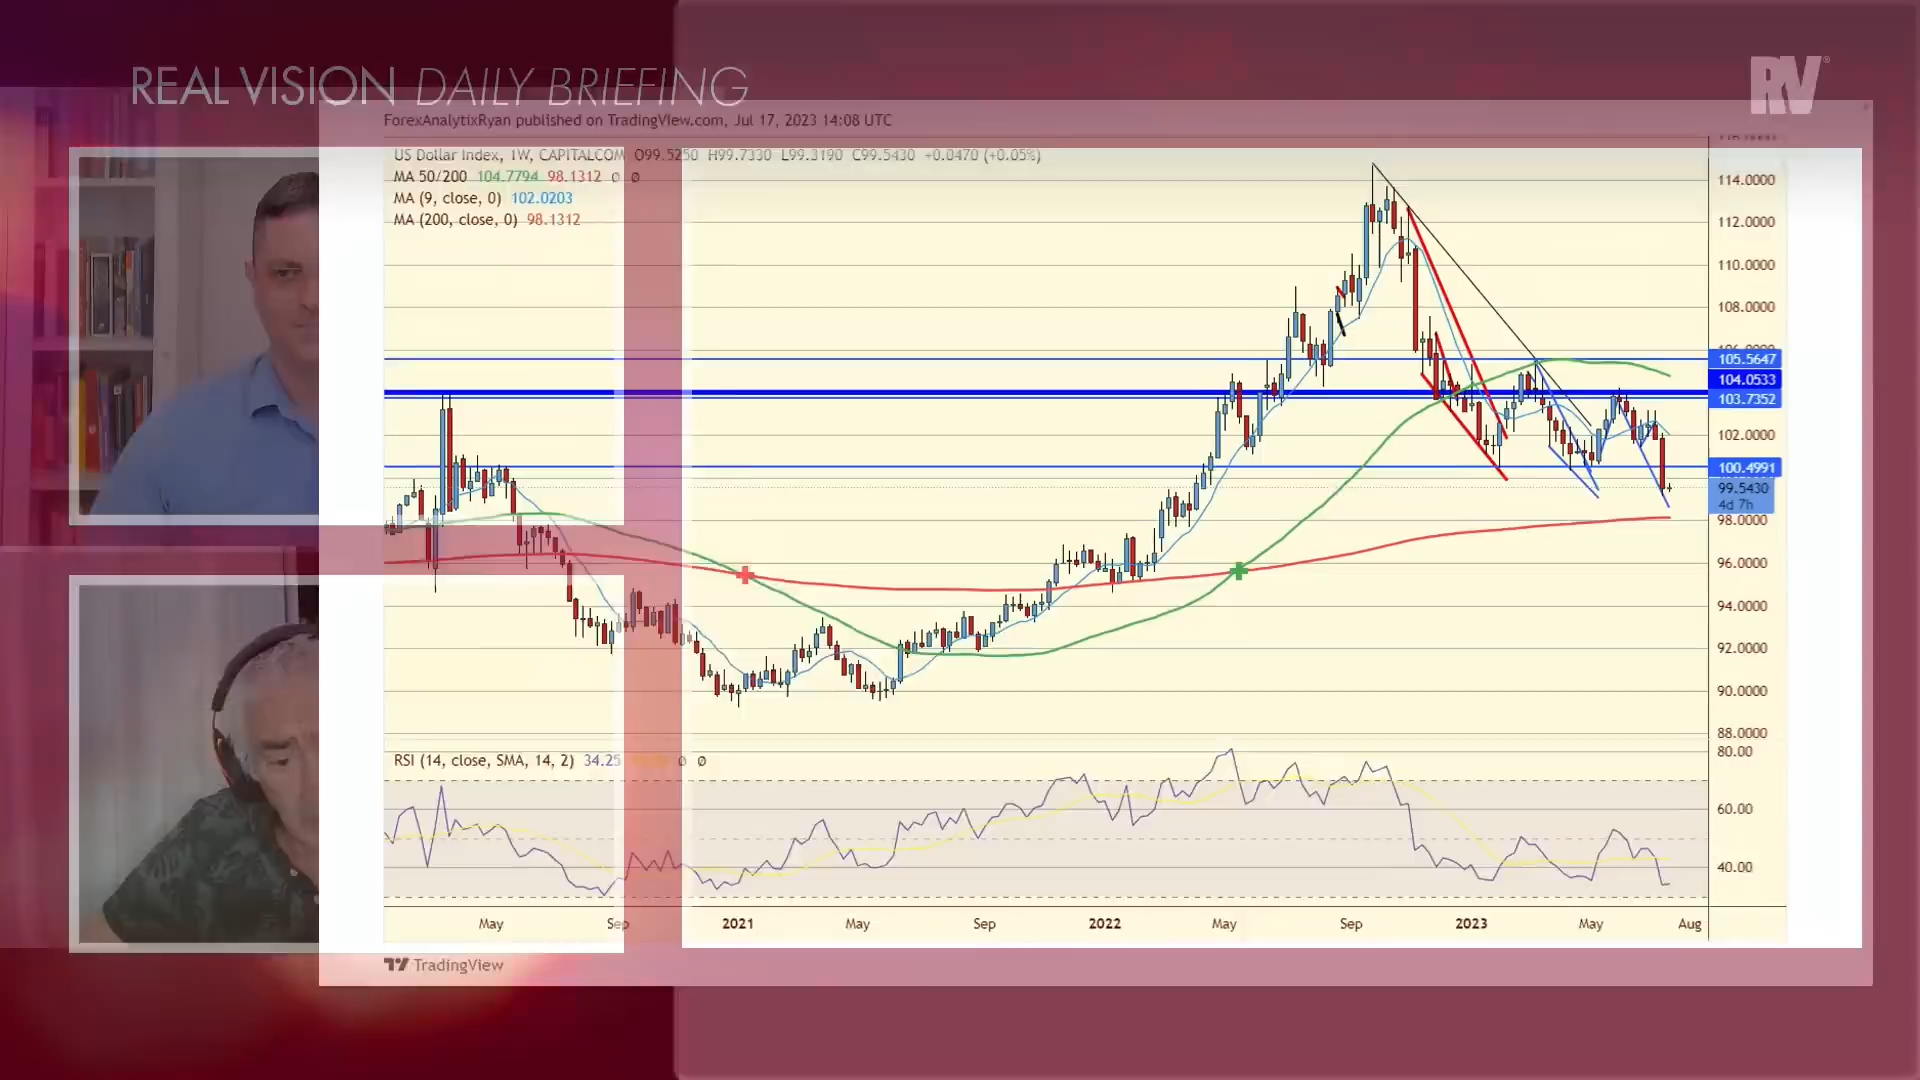 REAL VISION DAILY BRIEFING
RV®
ForexAnalytixRyan published on TradingView.com, Jul 17, 2023 14:08 UTC
US Dollar Index, 1W, CAPITALCOM O99.5250 H99.7330 L99.3190 C99.5430 +0.0470 (+0.05%)
MA 50/200 104.7794 98.1312 ∅ ∅
MA (9, close, 0) 102.0203
MA (200, close, 0) 98.1312
114.0000
112.0000
110.0000
108.0000
105.5647
104.0533
103.7352
102.0000
100.4991
99.5430
4d 7h
98.0000
96.0000
94.0000
92.0000
90.0000
88.0000
RSI (14, close, SMA, 14, 2) 34.25 ∅ ∅
80.00
60.00
40.00
May Sep 2021 May Sep 2022 May Sep 2023 May Aug
TradingView